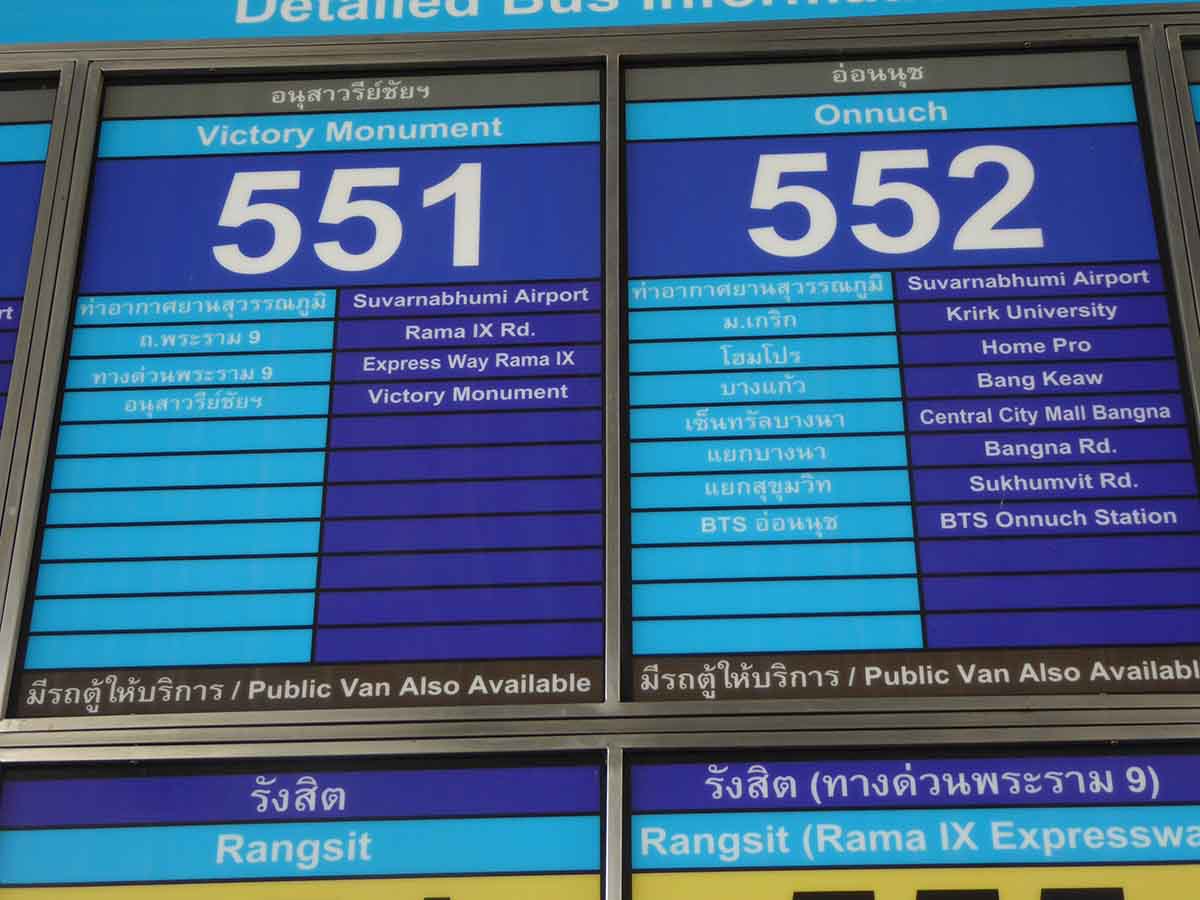 Detailed Bus
อนุสาวรีย์ชัยฯ
Victory Monument
551
ท่าอากาศยานสุวรรณภูมิ Suvarnabhumi Airport
ถ.พระราม 9 Rama IX Rd.
ทางด่วนพระราม 9 Express Way Rama IX
อนุสาวรีย์ชัยฯ Victory Monument
มีรถตู้ให้บริการ / Public Van Also Available
อ่อนนุช
Onnuch
552
ท่าอากาศยานสุวรรณภูมิ Suvarnabhumi Airport
ม.เกริก Krirk University
โฮมโปร Home Pro
บางแก้ว Bang Keaw
เซ็นทรัลบางนา Central City Mall Bangna
แยกบางนา Bangna Rd.
แยกสุขุมวิท Sukhumvit Rd.
BTS อ่อนนุช BTS Onnuch Station
มีรถตู้ให้บริการ / Public Van Also Availabl
รังสิต
Rangsit
รังสิต (ทางด่วนพระราม 9)
Rangsit (Rama IX Expresswa